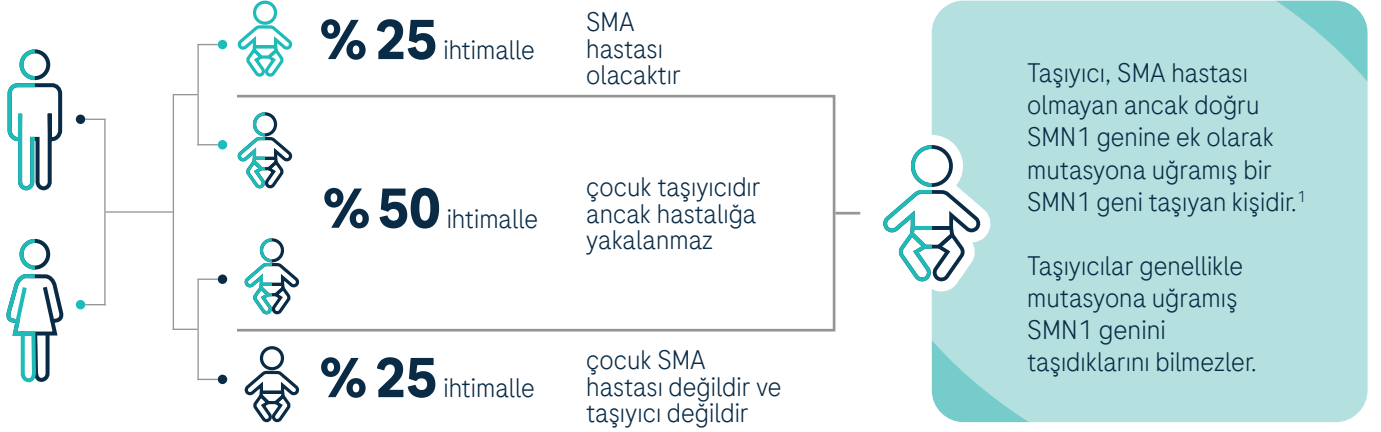 % 25 ihtimalle
SMA
hastası
olacaktır
% 50 ihtimalle
çocuk taşıyıcıdır
ancak hastalığa
yakalanmaz
% 25 ihtimalle
çocuk SMA
hastası değildir ve
taşıyıcı değildir
Taşıyıcı, SMA hastası
olmayan ancak doğru
SMN1 genine ek olarak
mutasyona uğramış bir
SMN1 geni taşıyan kişidir.¹
Taşıyıcılar genellikle
mutasyona uğramış
SMN1 genini
taşıdıklarını bilmezler.